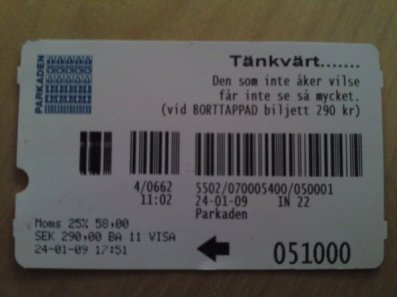 PARKADEN
Tänkvärt.......
Den som inte åker vilse
får inte se så mycket.
(vid BORTTAPPAD biljett 290 kr)
4/0662 5502/070005400/050001
11:02 24-01-09 IN 22
Parkaden
Moms 25% 58,00
SEK 290,00 BA 11 VISA
24-01-09 17:51
051000